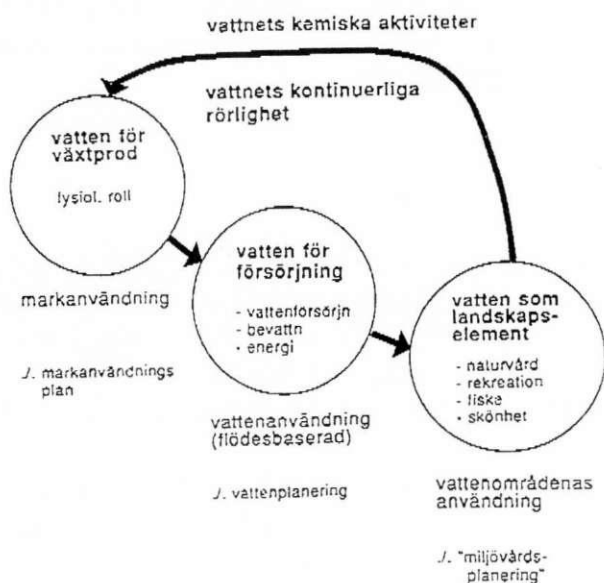 vattnets kemiska aktiviteter
vattnets kontinuerliga
rörlighet
vatten för
växtprod
fysiol. roll
markanvändning
J. markanvändnings
plan
vatten för
försörjning
- vattenförsörjn
- bevattn
- energi
vattenanvändning
(flödesbaserad)
J. vattenplanering
vatten som
landskaps-
element
- naturvård
- rekreation
- fiske
- skönhet
vattenområdenas
användning
J. "miljövårds-
planering"